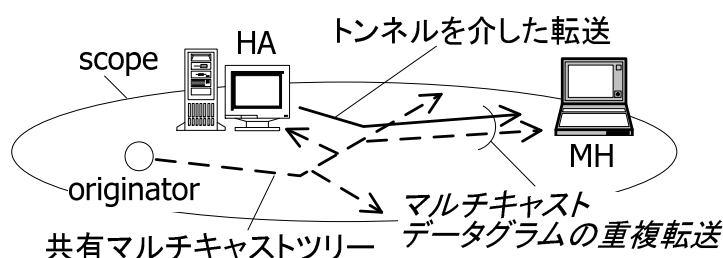 トンネルを介した転送
HA
scope
MH
originator
マルチキャスト
データグラムの重複転送
共有マルチキャストツリー